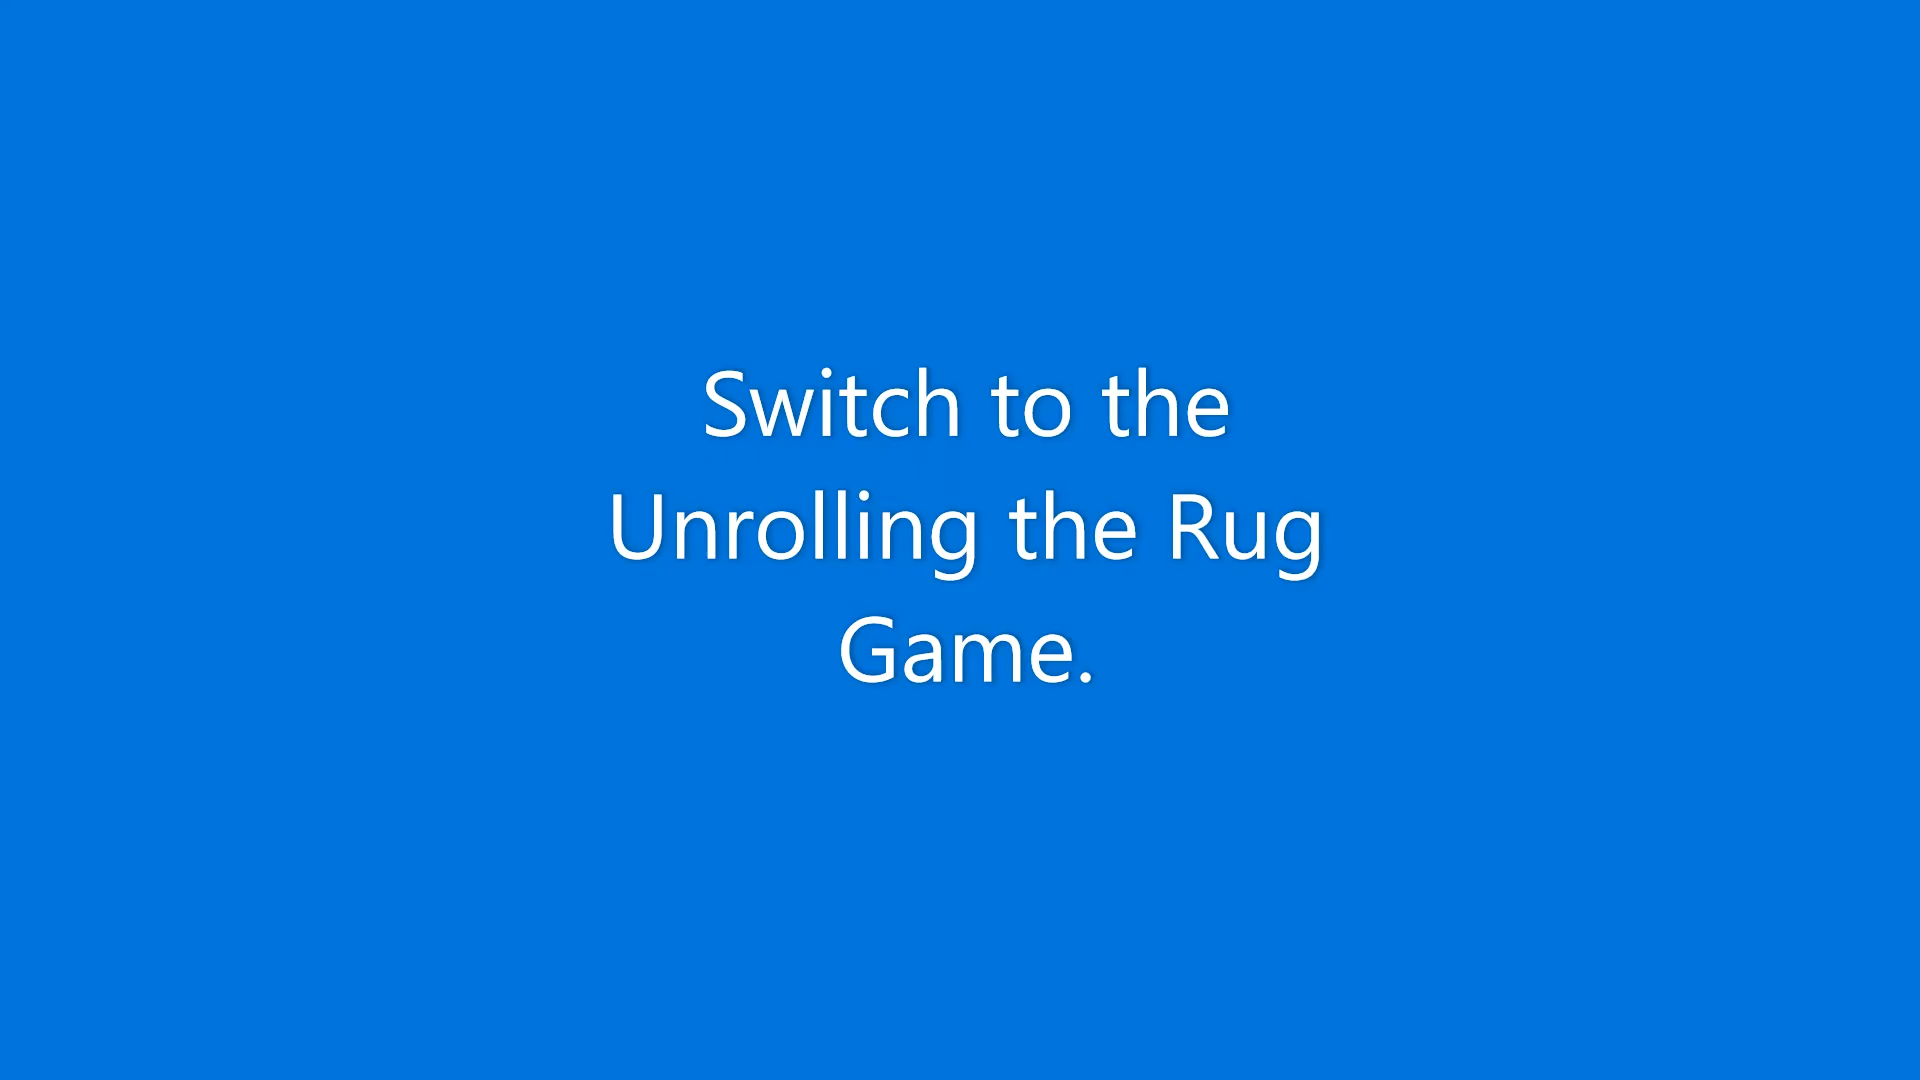 Switch to the
Unrolling the Rug
Game.